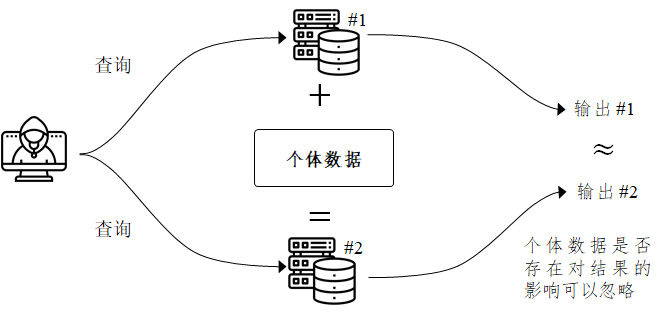 #1
查询
输出 #1
+
≈
个体数据
输出 #2
=
查询
#2
个体数据是否
存在对结果的
影响可以忽略